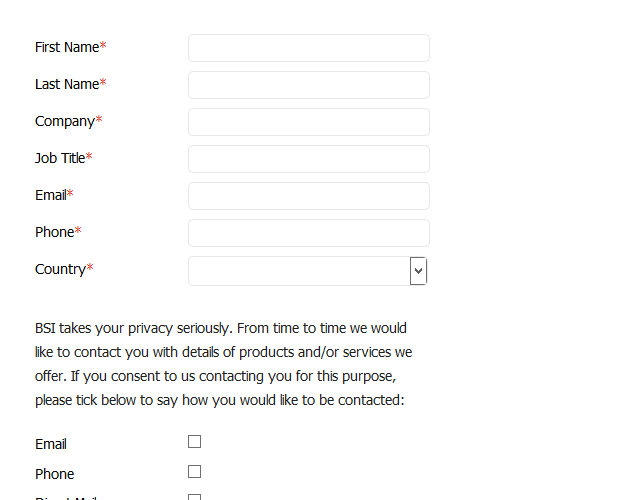 First Name*
Last Name*
Company*
Job Title*
Email*
Phone*
Country*
BSI takes your privacy seriously. From time to time we would
like to contact you with details of products and/or services we
offer. If you consent to us contacting you for this purpose,
please tick below to say how you would like to be contacted:
Email
Phone
Direct Mail